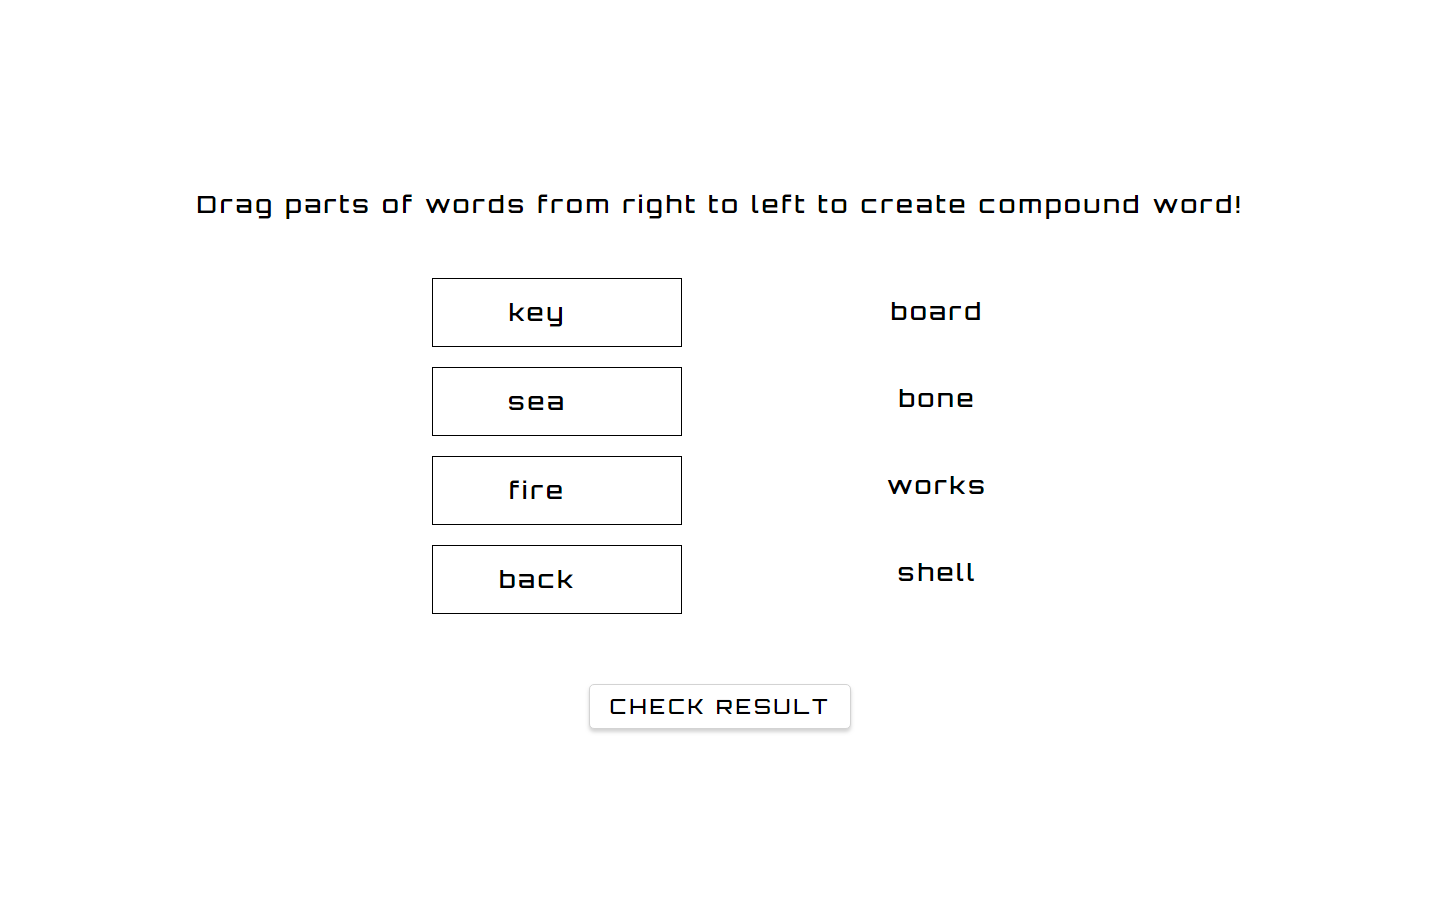 Drag parts of words from right to left to create compound word!
key board
sea bone
fire works
back shell
CHECK RESULT